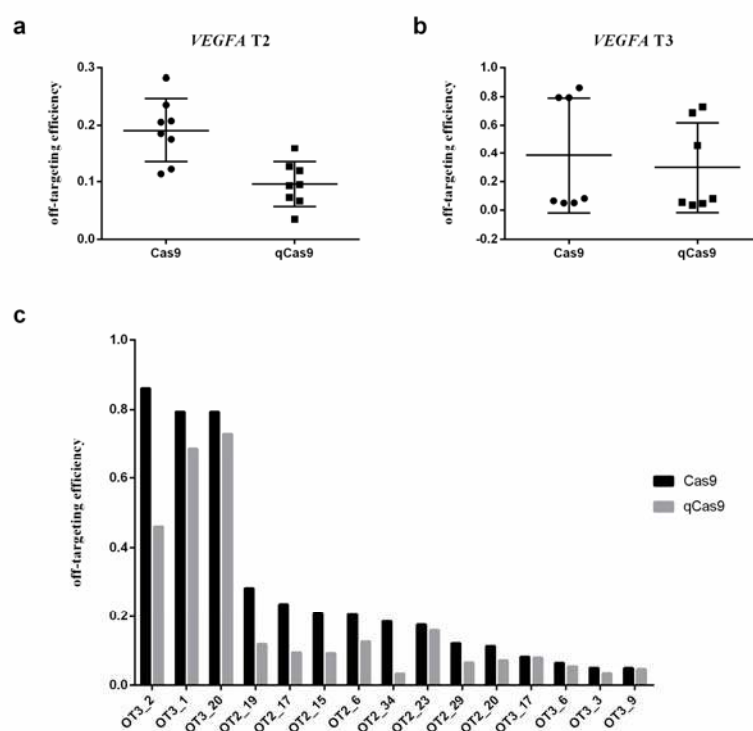 a
VEGFA T2
off-targeting efficiency
0.3
0.2
0.1
0.0
Cas9
qCas9
b
VEGFA T3
off-targeting efficiency
1.0
0.8
0.6
0.4
0.2
0.0
-0.2
Cas9
qCas9
c
off-targeting efficiency
1.0
0.8
0.6
0.4
0.2
0.0
OT3_2
OT3_1
OT3_20
OT2_19
OT2_17
OT2_15
OT2_6
OT2_34
OT2_23
OT2_29
OT2_20
OT3_17
OT3_6
OT3_3
OT3_9
Cas9
qCas9